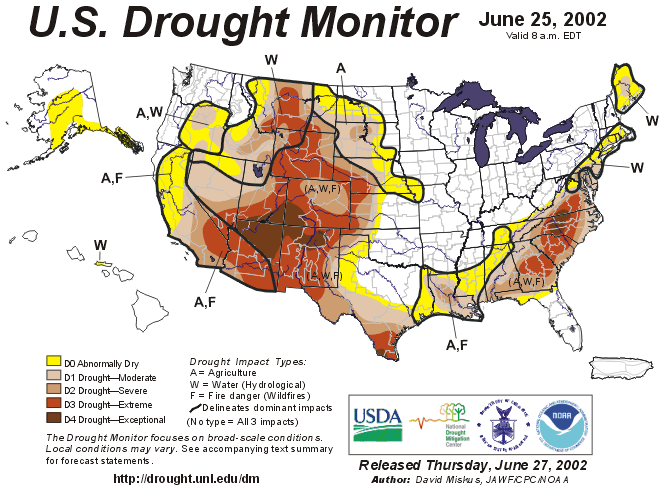 U.S. Drought Monitor
June 25, 2002
Valid 8 a.m. EDT
W
A
A,W
W
A,F
W
(A,W,F)
W
(A,W,F)
(A,W,F)
A,F
A,F
D0 Abnormally Dry
D1 Drought—Moderate
D2 Drought—Severe
D3 Drought—Extreme
D4 Drought—Exceptional
Drought Impact Types:
A = Agriculture
W = Water (Hydrological)
F = Fire danger (Wildfires)
Delineates dominant impacts
(No type = All 3 impacts)
The Drought Monitor focuses on broad-scale conditions.
Local conditions may vary. See accompanying text summary
for forecast statements.
http://drought.unl.edu/dm
USDA
National
Drought
Mitigation
Center
NOAA
Released Thursday, June 27, 2002
Author: David Miskus, JAWF/CPC/NOAA